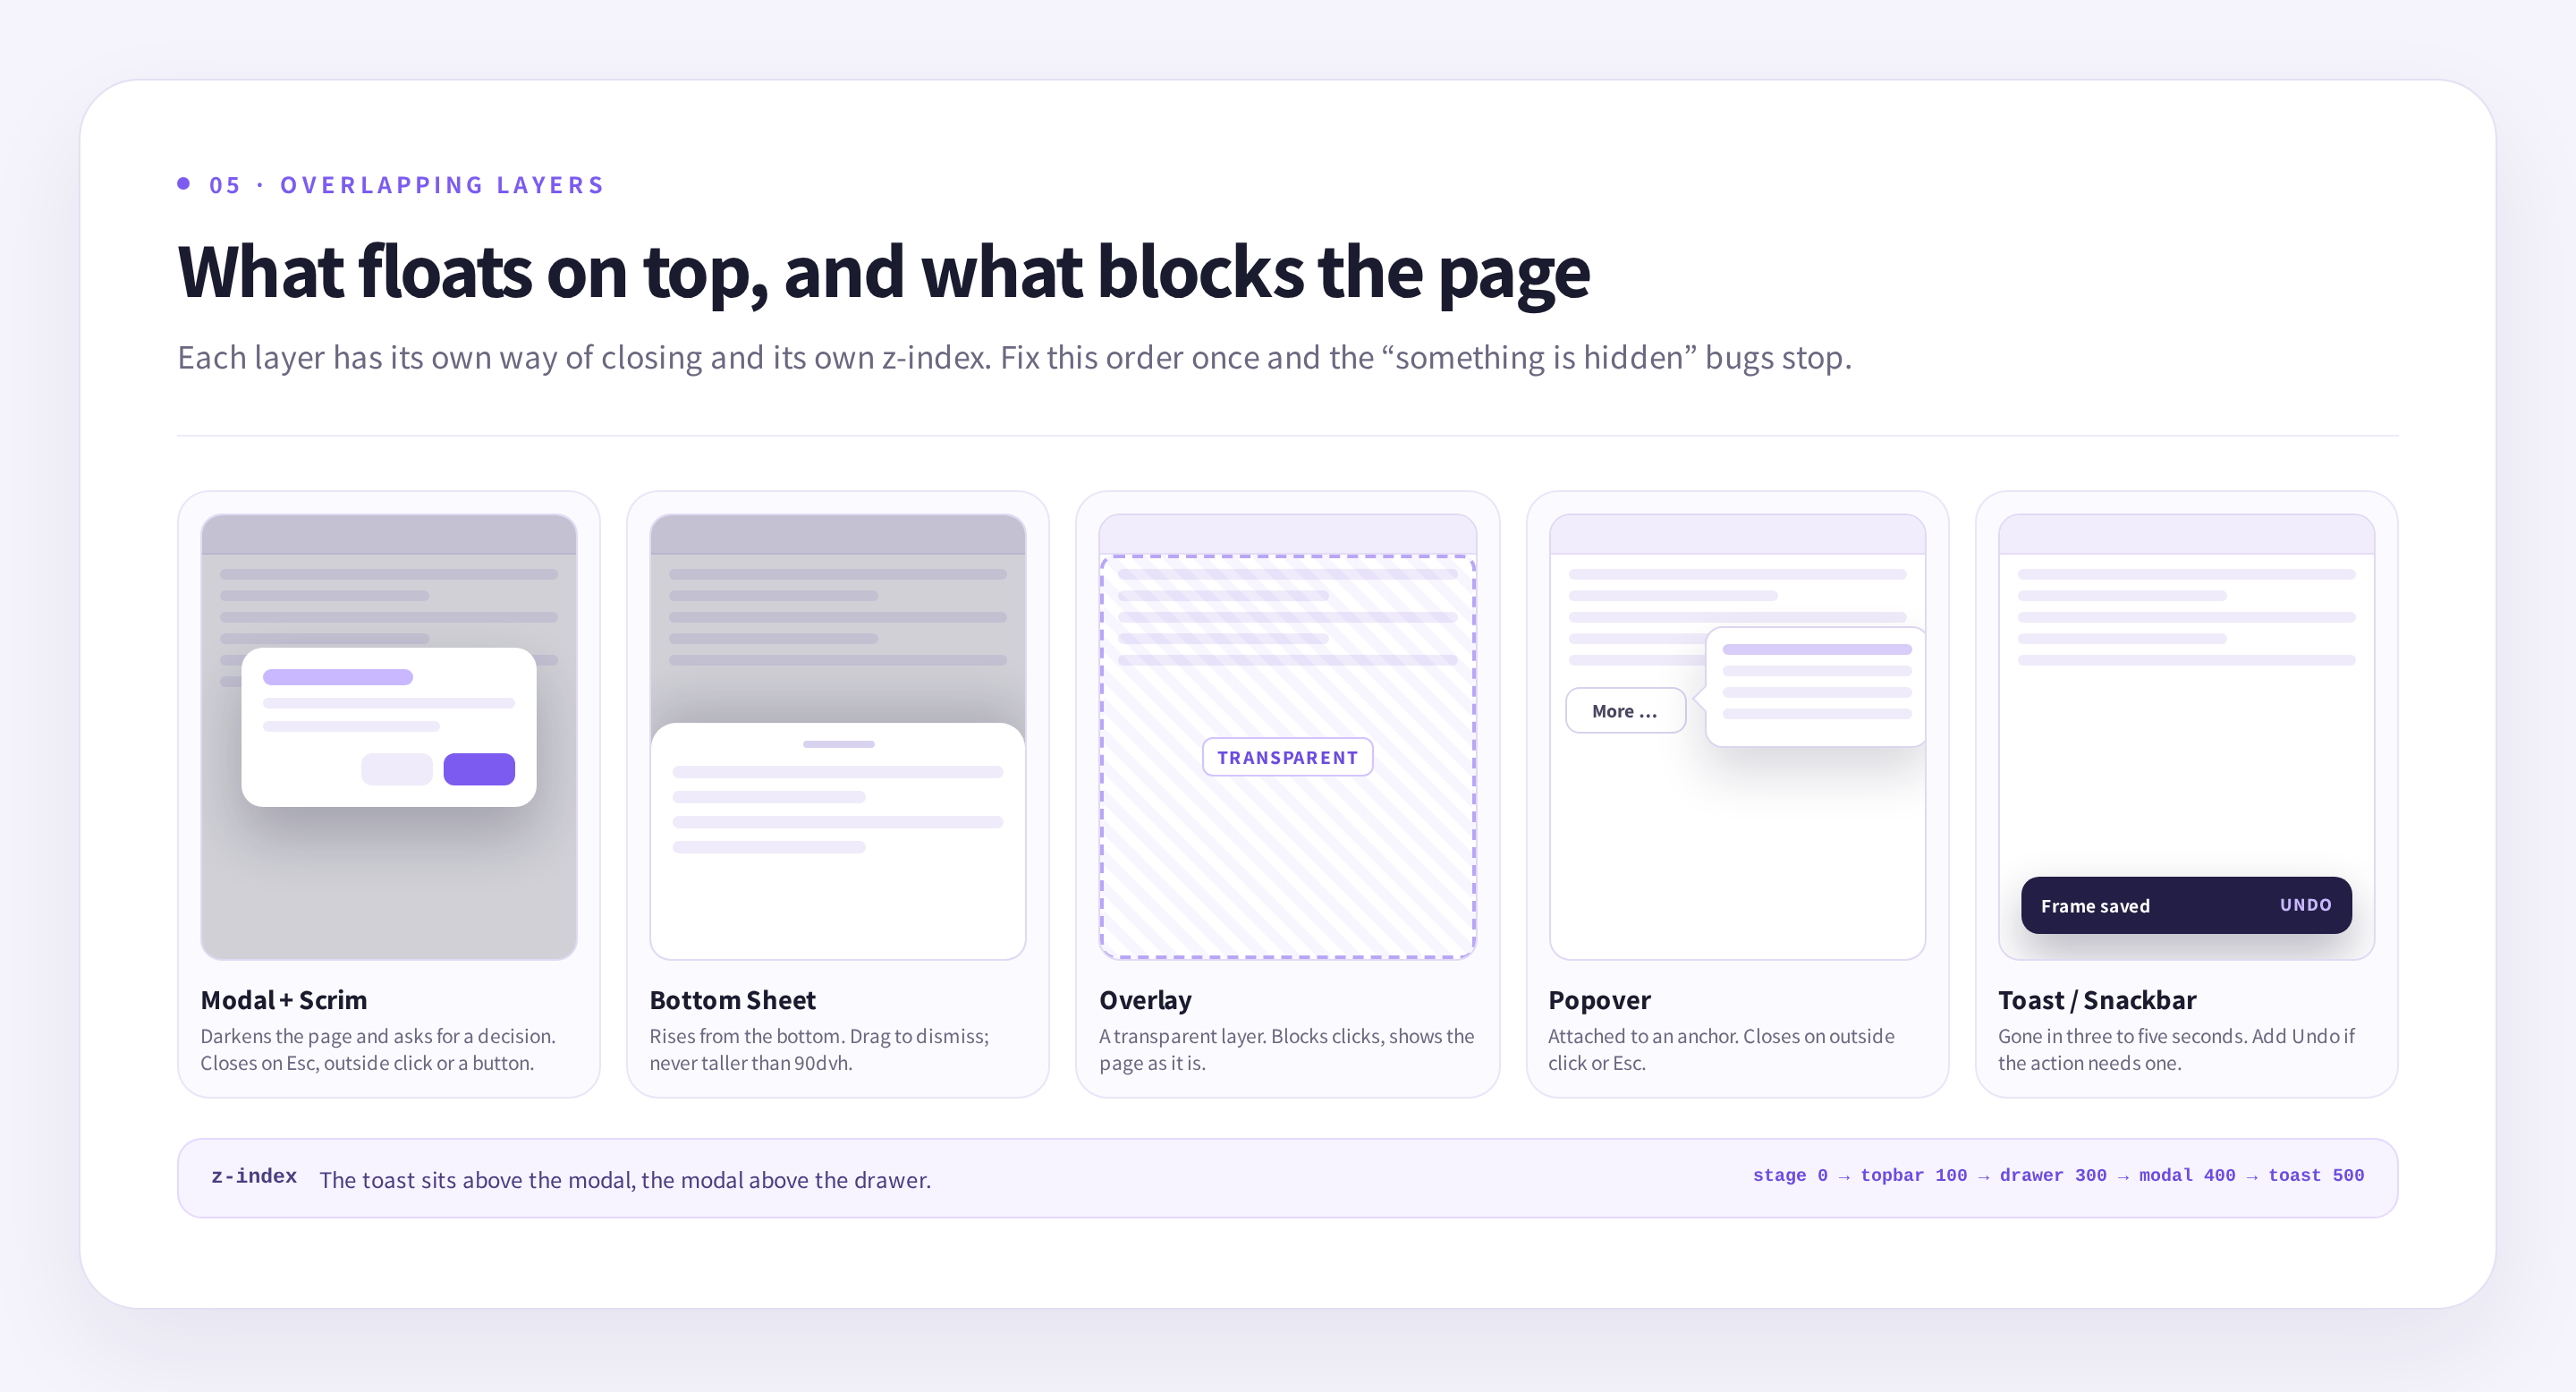 05 · OVERLAPPING LAYERS
What floats on top, and what blocks the page
Each layer has its own way of closing and its own z-index. Fix this order once and the “something is hidden” bugs stop.
More ...
TRANSPARENT
Frame saved UNDO
Modal + Scrim
Darkens the page and asks for a decision.
Closes on Esc, outside click or a button.
Bottom Sheet
Rises from the bottom. Drag to dismiss;
never taller than 90dvh.
Overlay
A transparent layer. Blocks clicks, shows the
page as it is.
Popover
Attached to an anchor. Closes on outside
click or Esc.
Toast / Snackbar
Gone in three to five seconds. Add Undo if
the action needs one.
z-index The toast sits above the modal, the modal above the drawer.
stage 0 → topbar 100 → drawer 300 → modal 400 → toast 500